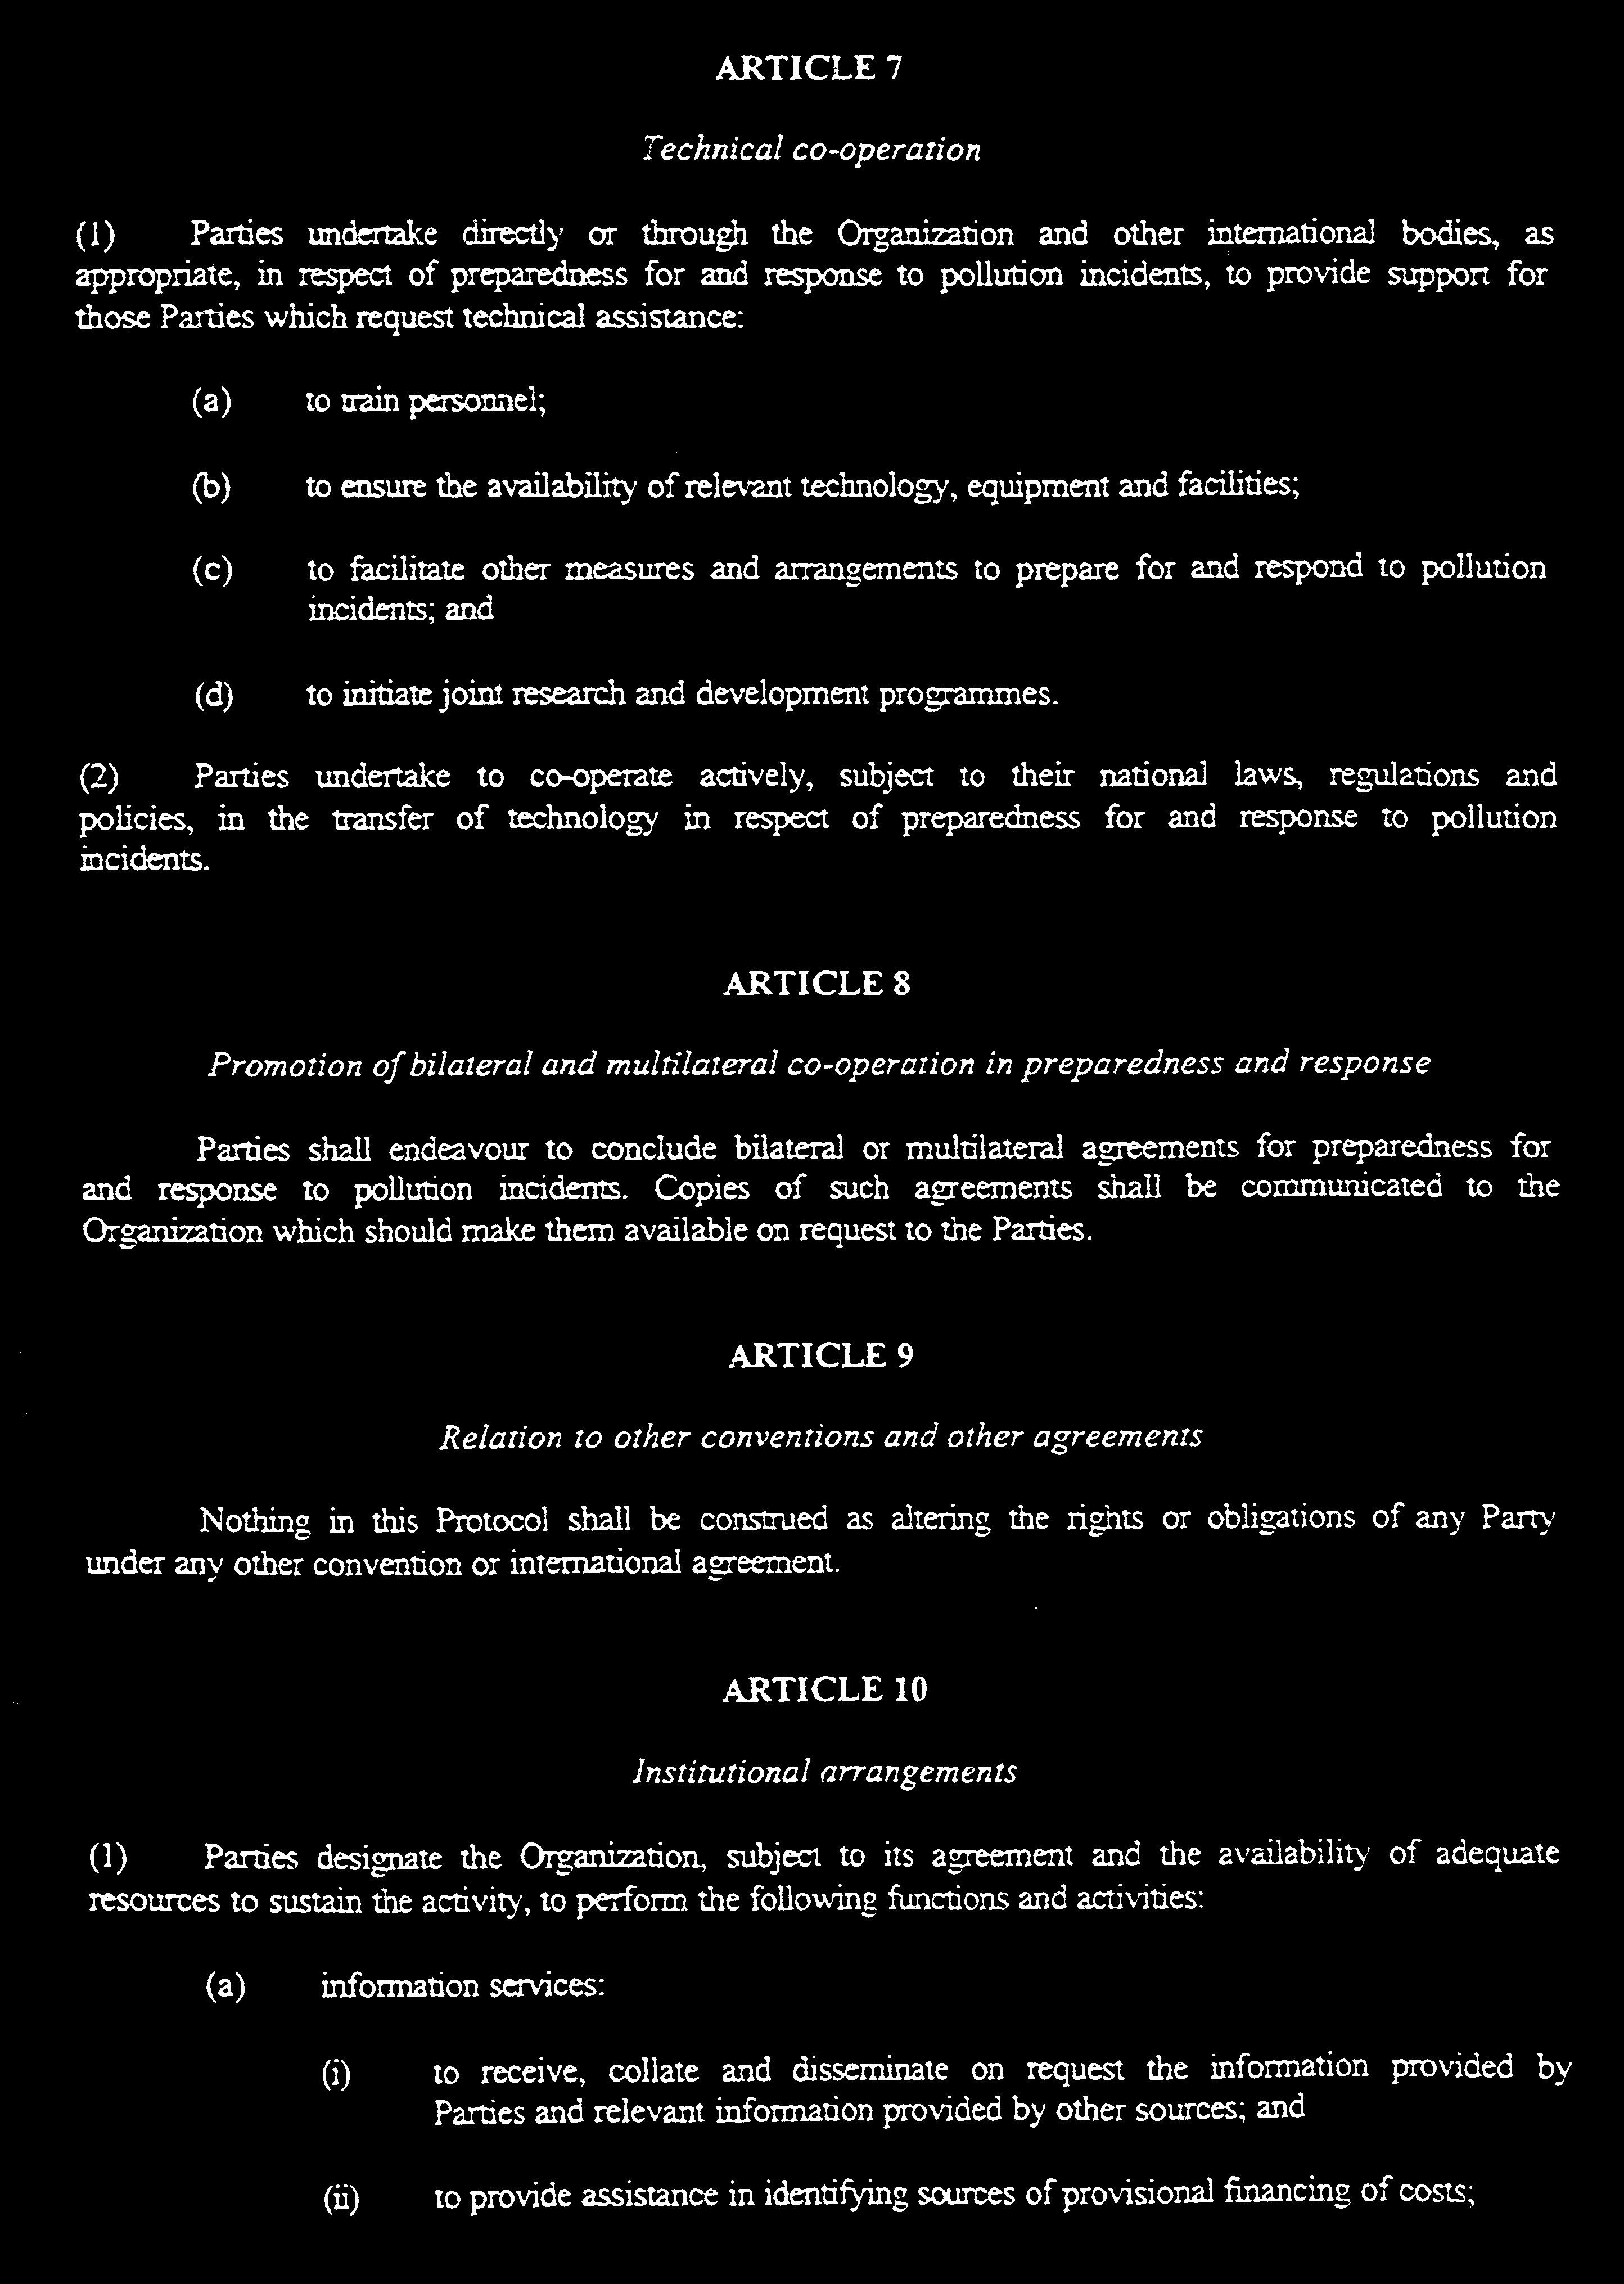 ARTICLE 7
Technical co-operation
(1) Parties undertake directly or through the Organization and other international bodies, as
appropriate, in respect of preparedness for and response to pollution incidents, to provide support for
those Parties which request technical assistance:
(a) to train personnel;
(b) to ensure the availability of relevant technology, equipment and facilities;
(c) to facilitate other measures and arrangements to prepare for and respond to pollution
incidents; and
(d) to initiate joint research and development programmes.
(2) Parties undertake to co-operate actively, subject to their national laws, regulations and
policies, in the transfer of technology in respect of preparedness for and response to pollution
incidents.
ARTICLE 8
Promotion of bilateral and multilateral co-operation in preparedness and response
Parties shall endeavour to conclude bilateral or multilateral agreements for preparedness for
and response to pollution incidents. Copies of such agreements shall be communicated to the
Organization which should make them available on request to the Parties.
ARTICLE 9
Relation to other conventions and other agreements
Nothing in this Protocol shall be construed as altering the rights or obligations of any Party
under any other convention or international agreement.
ARTICLE 10
Institutional arrangements
(1) Parties designate the Organization, subject to its agreement and the availability of adequate
resources to sustain the activity, to perform the following functions and activities:
(a) information services:
(i) to receive, collate and disseminate on request the information provided by
Parties and relevant information provided by other sources; and
(ii) to provide assistance in identifying sources of provisional financing of costs;